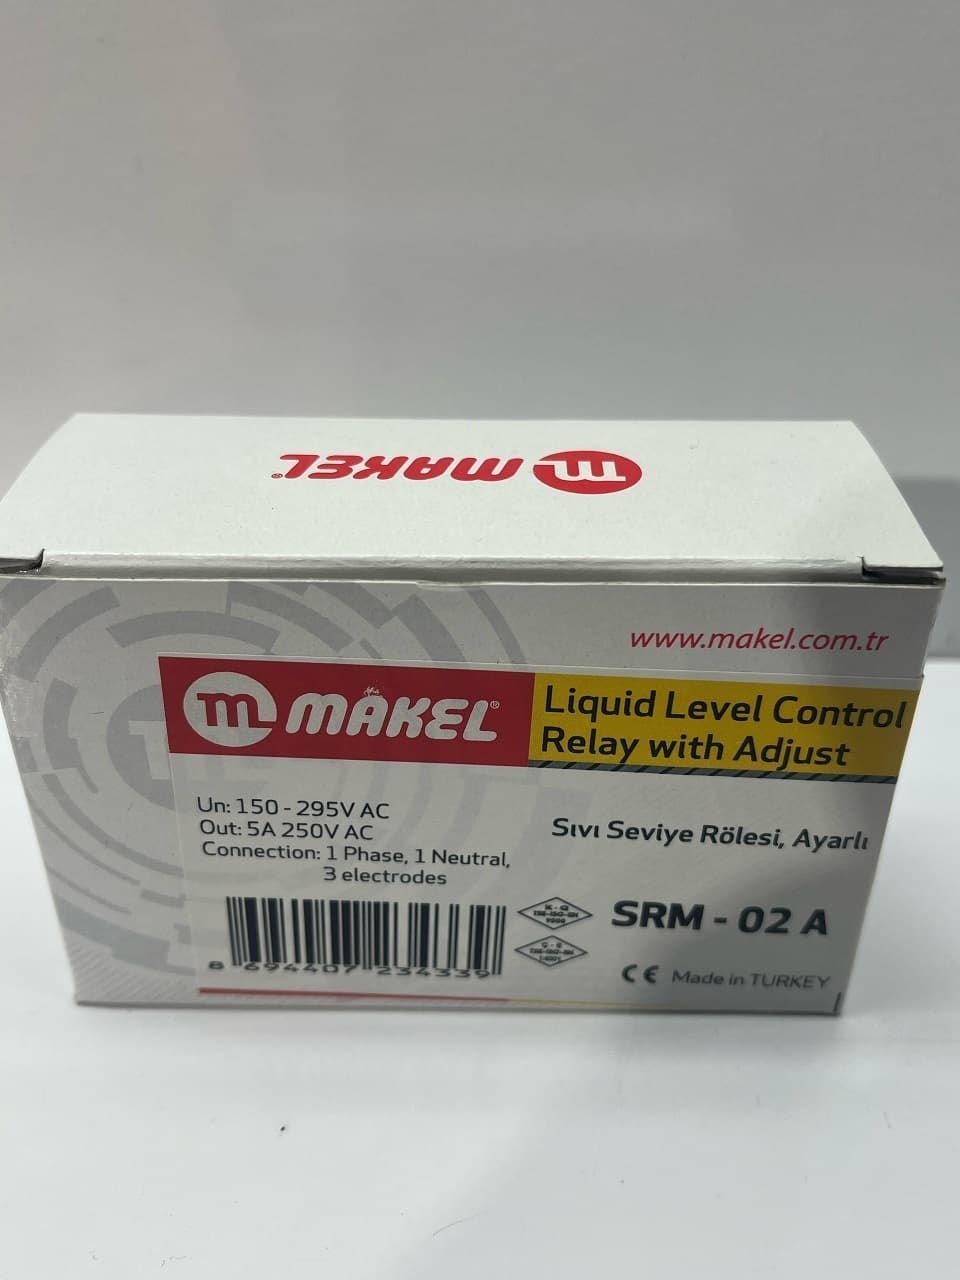 MAKEL®
www.makel.com.tr
m MAKEL®
Liquid Level Control
Relay with Adjust
Un: 150 - 295V AC
Out: 5A 250V AC
Connection: 1 Phase, 1 Neutral,
3 electrodes
Sıvı Seviye Rölesi, Ayarlı
SRM - 02 A
8 694407 234339
CE Made in TURKEY